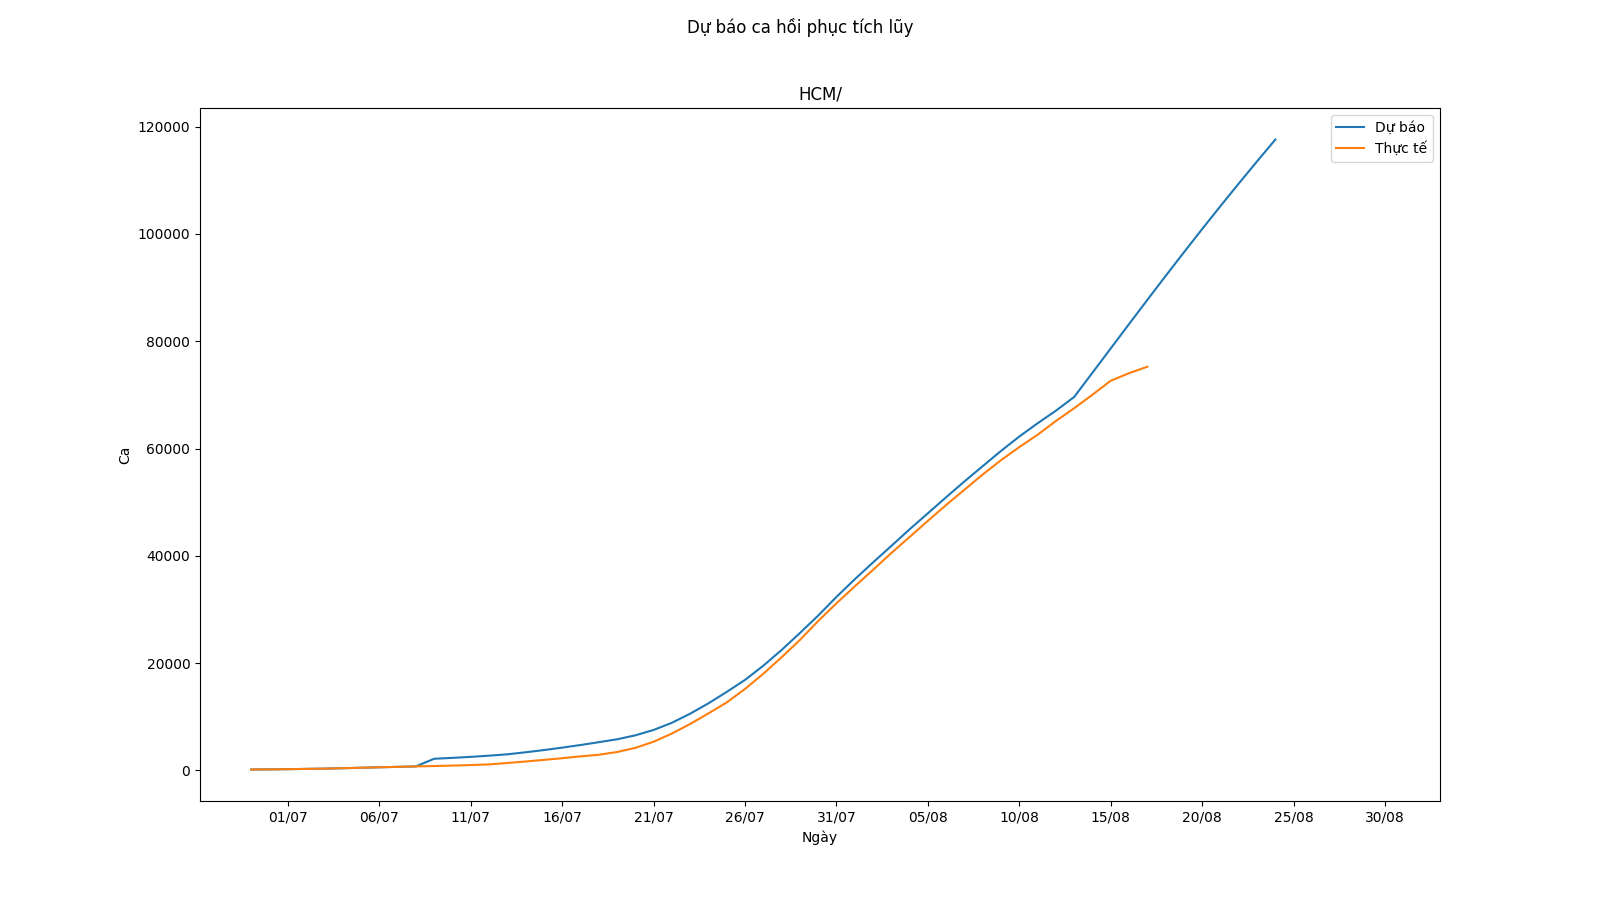 Dự báo ca hồi phục tích lũy
HCM/
Dự báo
Thực tế
120000
100000
80000
60000
40000
20000
0
Ca
01/07 06/07 11/07 16/07 21/07 26/07 31/07 05/08 10/08 15/08 20/08 25/08 30/08
Ngày